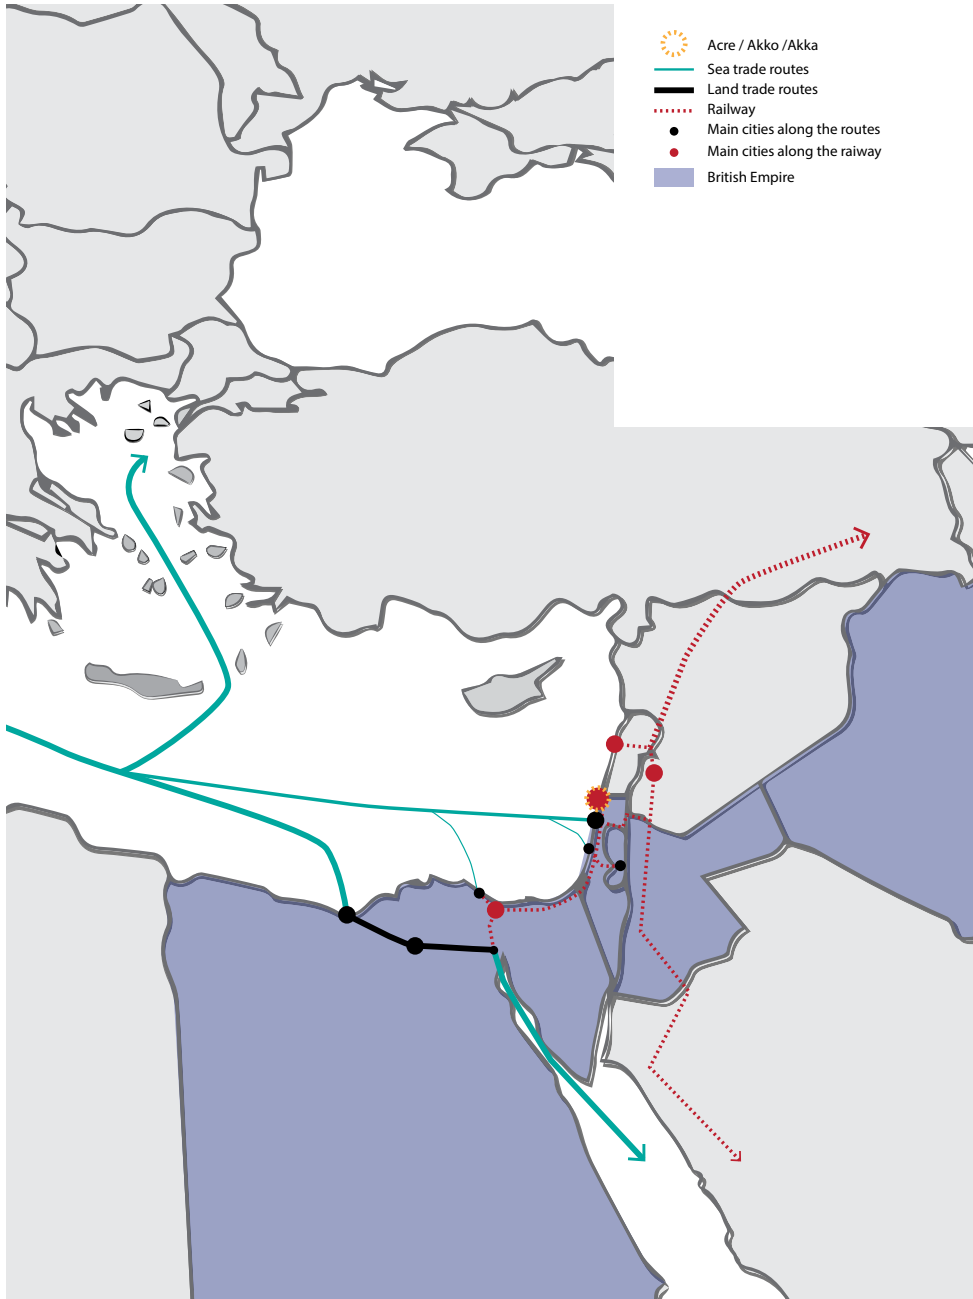 Acre / Akko /Akka
Sea trade routes
Land trade routes
Railway
Main cities along the routes
Main cities along the raiway
British Empire